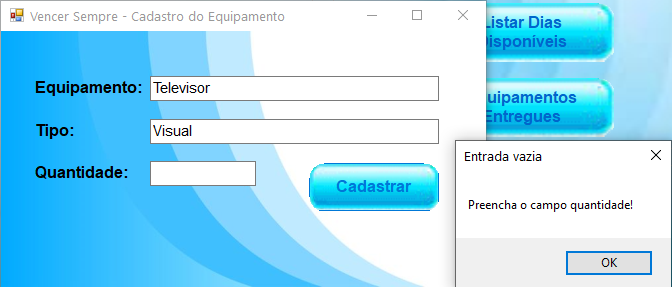 Vencer Sempre - Cadastro do Equipamento
Equipamento: Televisor
Tipo: Visual
Quantidade:
Cadastrar
Listar Dias
Disponíveis
uipamentos
Entregues
Entrada vazia
Preencha o campo quantidade!
OK